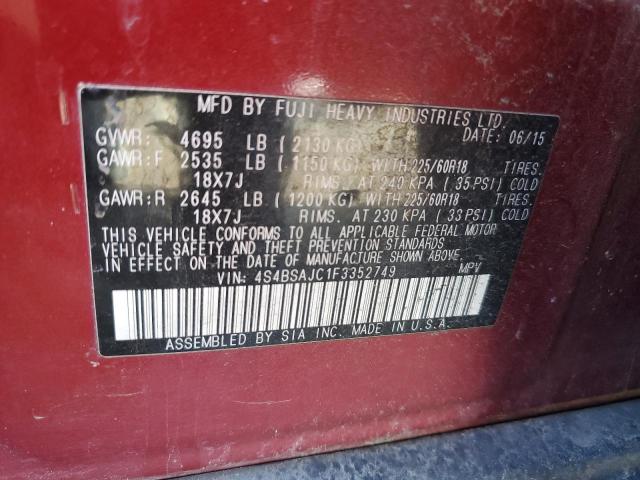 MFD BY FUJI HEAVY INDUSTRIES LTD.
GVWR: 4695 LB ( 2130 KG) DATE: 06/15
GAWR:F 2535 LB ( 1150 KG) WITH 225/60R18 TIRES.
18X7J RIMS. AT 240 KPA ( 35 PSI) COLD
GAWR:R 2645 LB ( 1200 KG) WITH 225/60R18 TIRES.
18X7J RIMS. AT 230 KPA ( 33 PSI) COLD
THIS VEHICLE CONFORMS TO ALL APPLICABLE FEDERAL MOTOR
VEHICLE SAFETY AND THEFT PREVENTION STANDARDS
IN EFFECT ON THE DATE OF MANUFACTURE SHOWN ABOVE.
VIN: 4S4BSAJC1F3352749 MPV
ASSEMBLED BY SIA INC. MADE IN U.S.A.